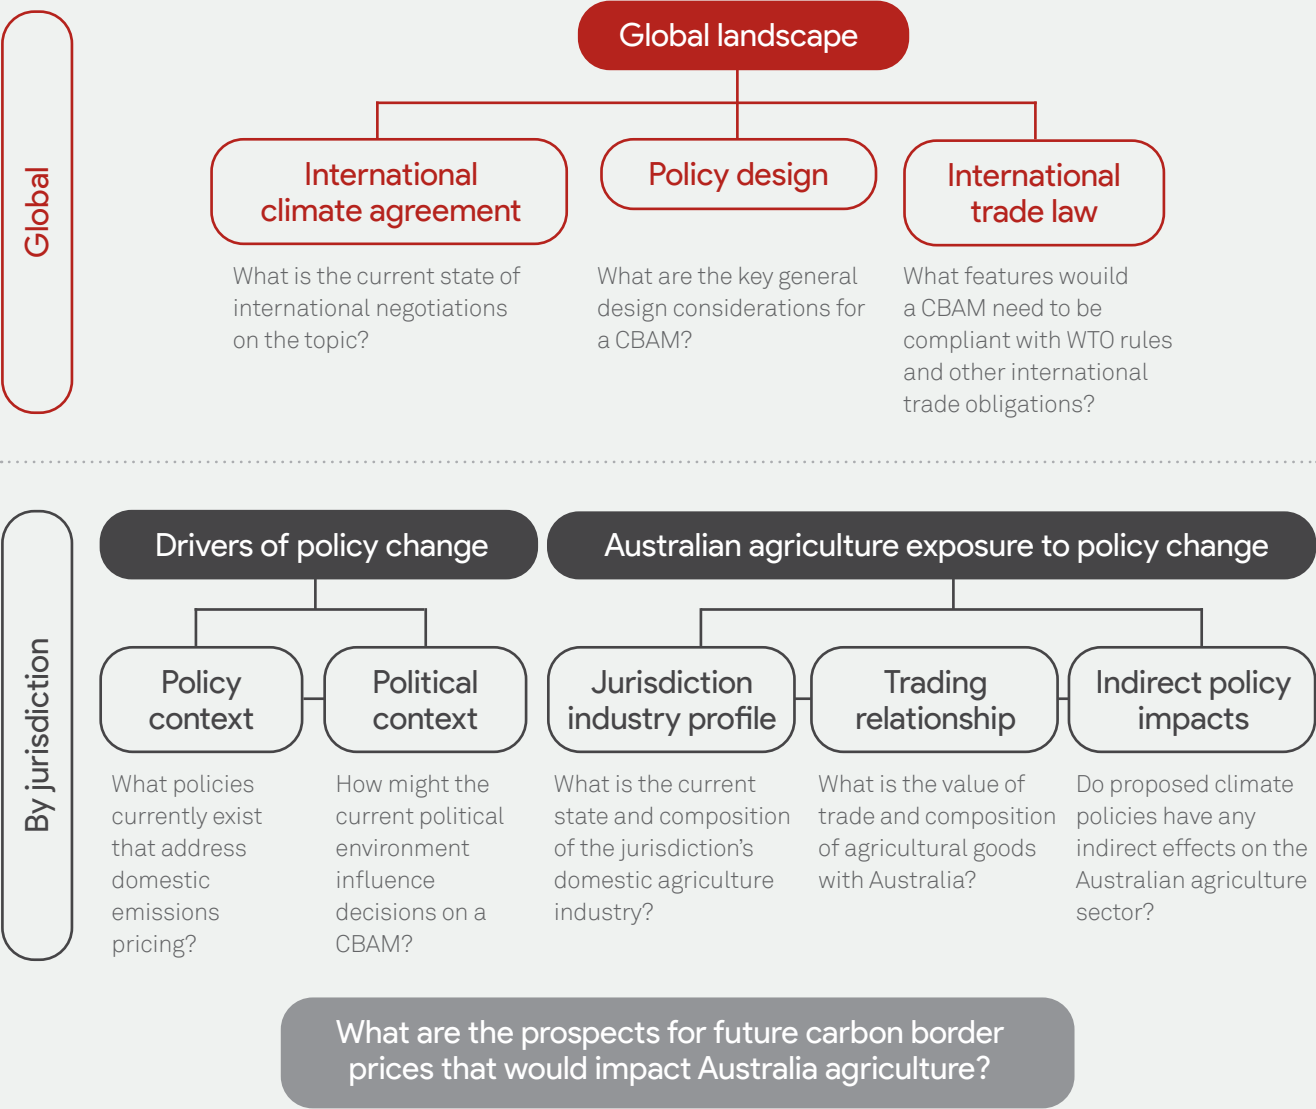 Global
Global landscape
International
climate agreement
What is the current state of
international negotiations
on the topic?
Policy design
What are the key general
design considerations for
a CBAM?
International
trade law
What features wouild
a CBAM need to be
compliant with WTO rules
and other international
trade obligations?
By jurisdiction
Drivers of policy change
Policy
context
What policies
currently exist
that address
domestic
emissions
pricing?
Political
context
How might the
current political
environment
influence
decisions on a
CBAM?
Australian agriculture exposure to policy change
Jurisdiction
industry profile
What is the current
state and composition
of the jurisdiction’s
domestic agriculture
industry?
Trading
relationship
What is the value of
trade and composition
of agricultural goods
with Australia?
Indirect policy
impacts
Do proposed climate
policies have any
indirect effects on the
Australian agriculture
sector?
What are the prospects for future carbon border
prices that would impact Australia agriculture?